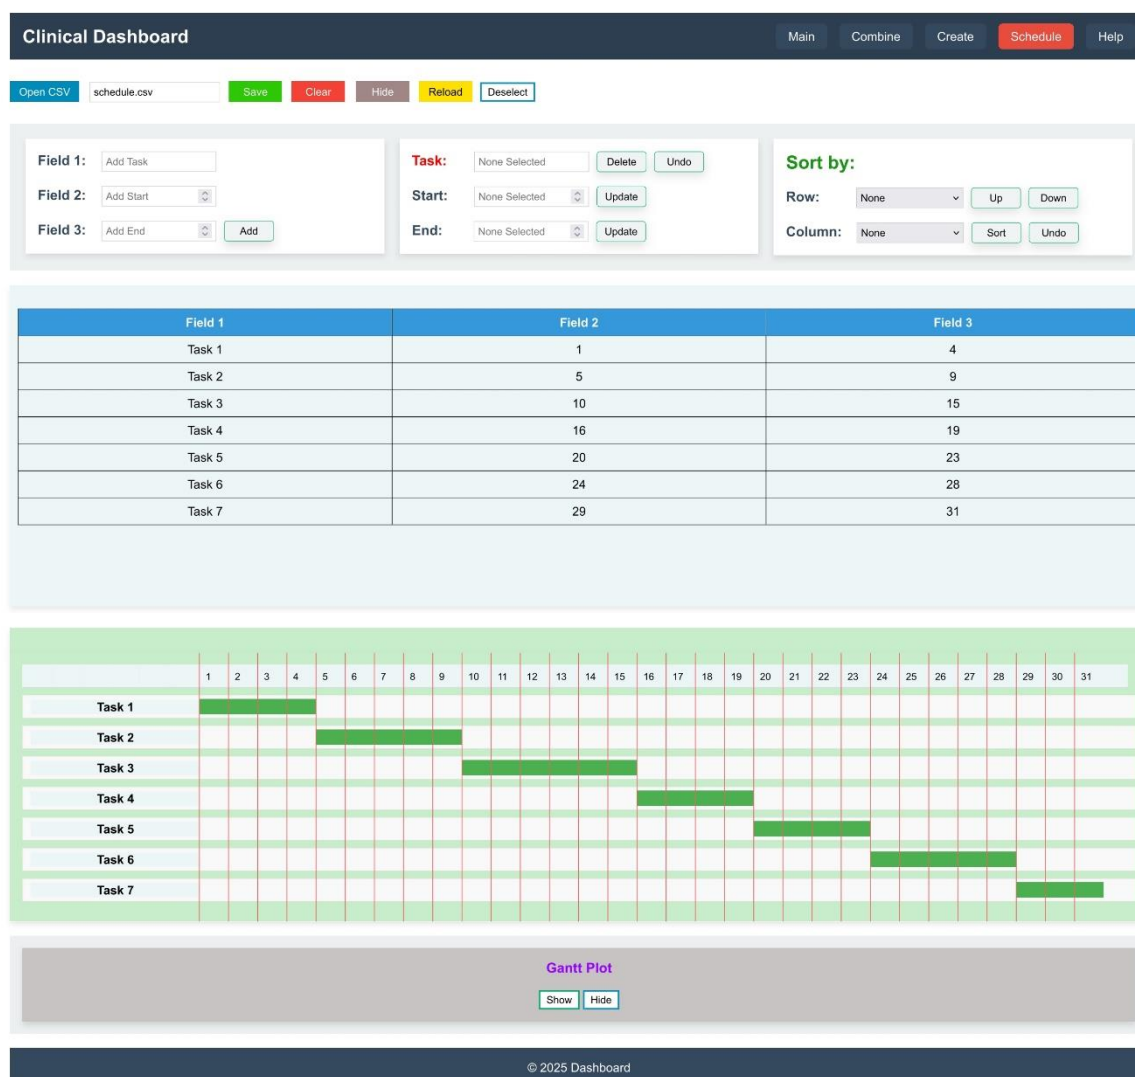 Clinical Dashboard Main Combine Create Schedule Help
Open CSV schedule.csv Save Clear Hide Reload Deselect
Field 1: Add Task
Field 2: Add Start
Field 3: Add End Add
Task: None Selected Delete Undo
Start: None Selected Update
End: None Selected Update
Sort by:
Row: None Up Down
Column: None Sort Undo
Field 1 Field 2 Field 3
Task 1 1 4
Task 2 5 9
Task 3 10 15
Task 4 16 19
Task 5 20 23
Task 6 24 28
Task 7 29 31
1 2 3 4 5 6 7 8 9 10 11 12 13 14 15 16 17 18 19 20 21 22 23 24 25 26 27 28 29 30 31
Task 1
Task 2
Task 3
Task 4
Task 5
Task 6
Task 7
Gantt Plot
Show Hide
© 2025 Dashboard